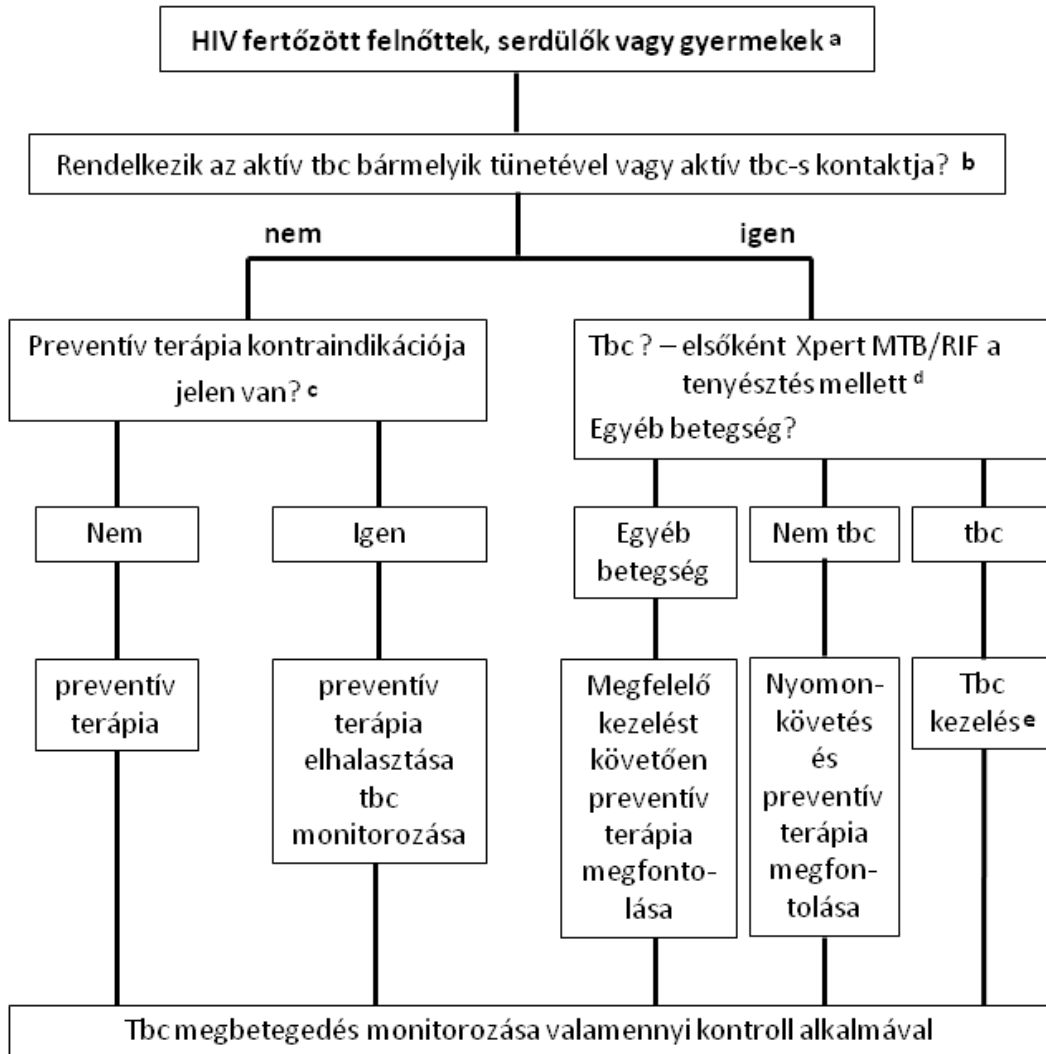 HIV fertőzött felnőttek, serdülők vagy gyermekek a
Rendelkezik az aktív tbc bármelyik tünetével vagy aktív tbc-s kontaktja? b
nem
igen
Preventív terápia kontraindikációja
jelen van? c
Tbc ? – elsőként Xpert MTB/RIF a
tenyésztés mellett d
Egyéb betegség?
Nem
Igen
Egyéb
betegség
Nem tbc
tbc
preventív
terápia
preventív
terápia
elhalasztása
tbc
monitorozása
Megfelelő
kezelést
követően
preventív
terápia
megfonto-
lása
Nyomon-
követés
és
preventív
terápia
megfon-
tolása
Tbc
kezelés e
Tbc megbetegedés monitorozása valamennyi kontroll alkalmával